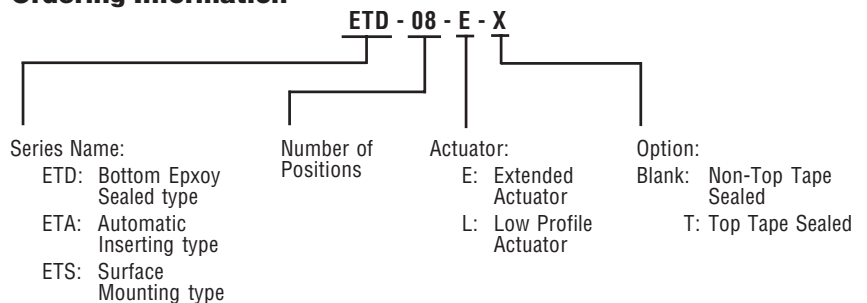 Ordering Information
ETD - 08 - E - X
Series Name:
ETD: Bottom Epxoy
Sealed type
ETA: Automatic
Inserting type
ETS: Surface
Mounting type
Number of
Positions
Actuator:
E: Extended
Actuator
L: Low Profile
Actuator
Option:
Blank: Non-Top Tape
Sealed
T: Top Tape Sealed